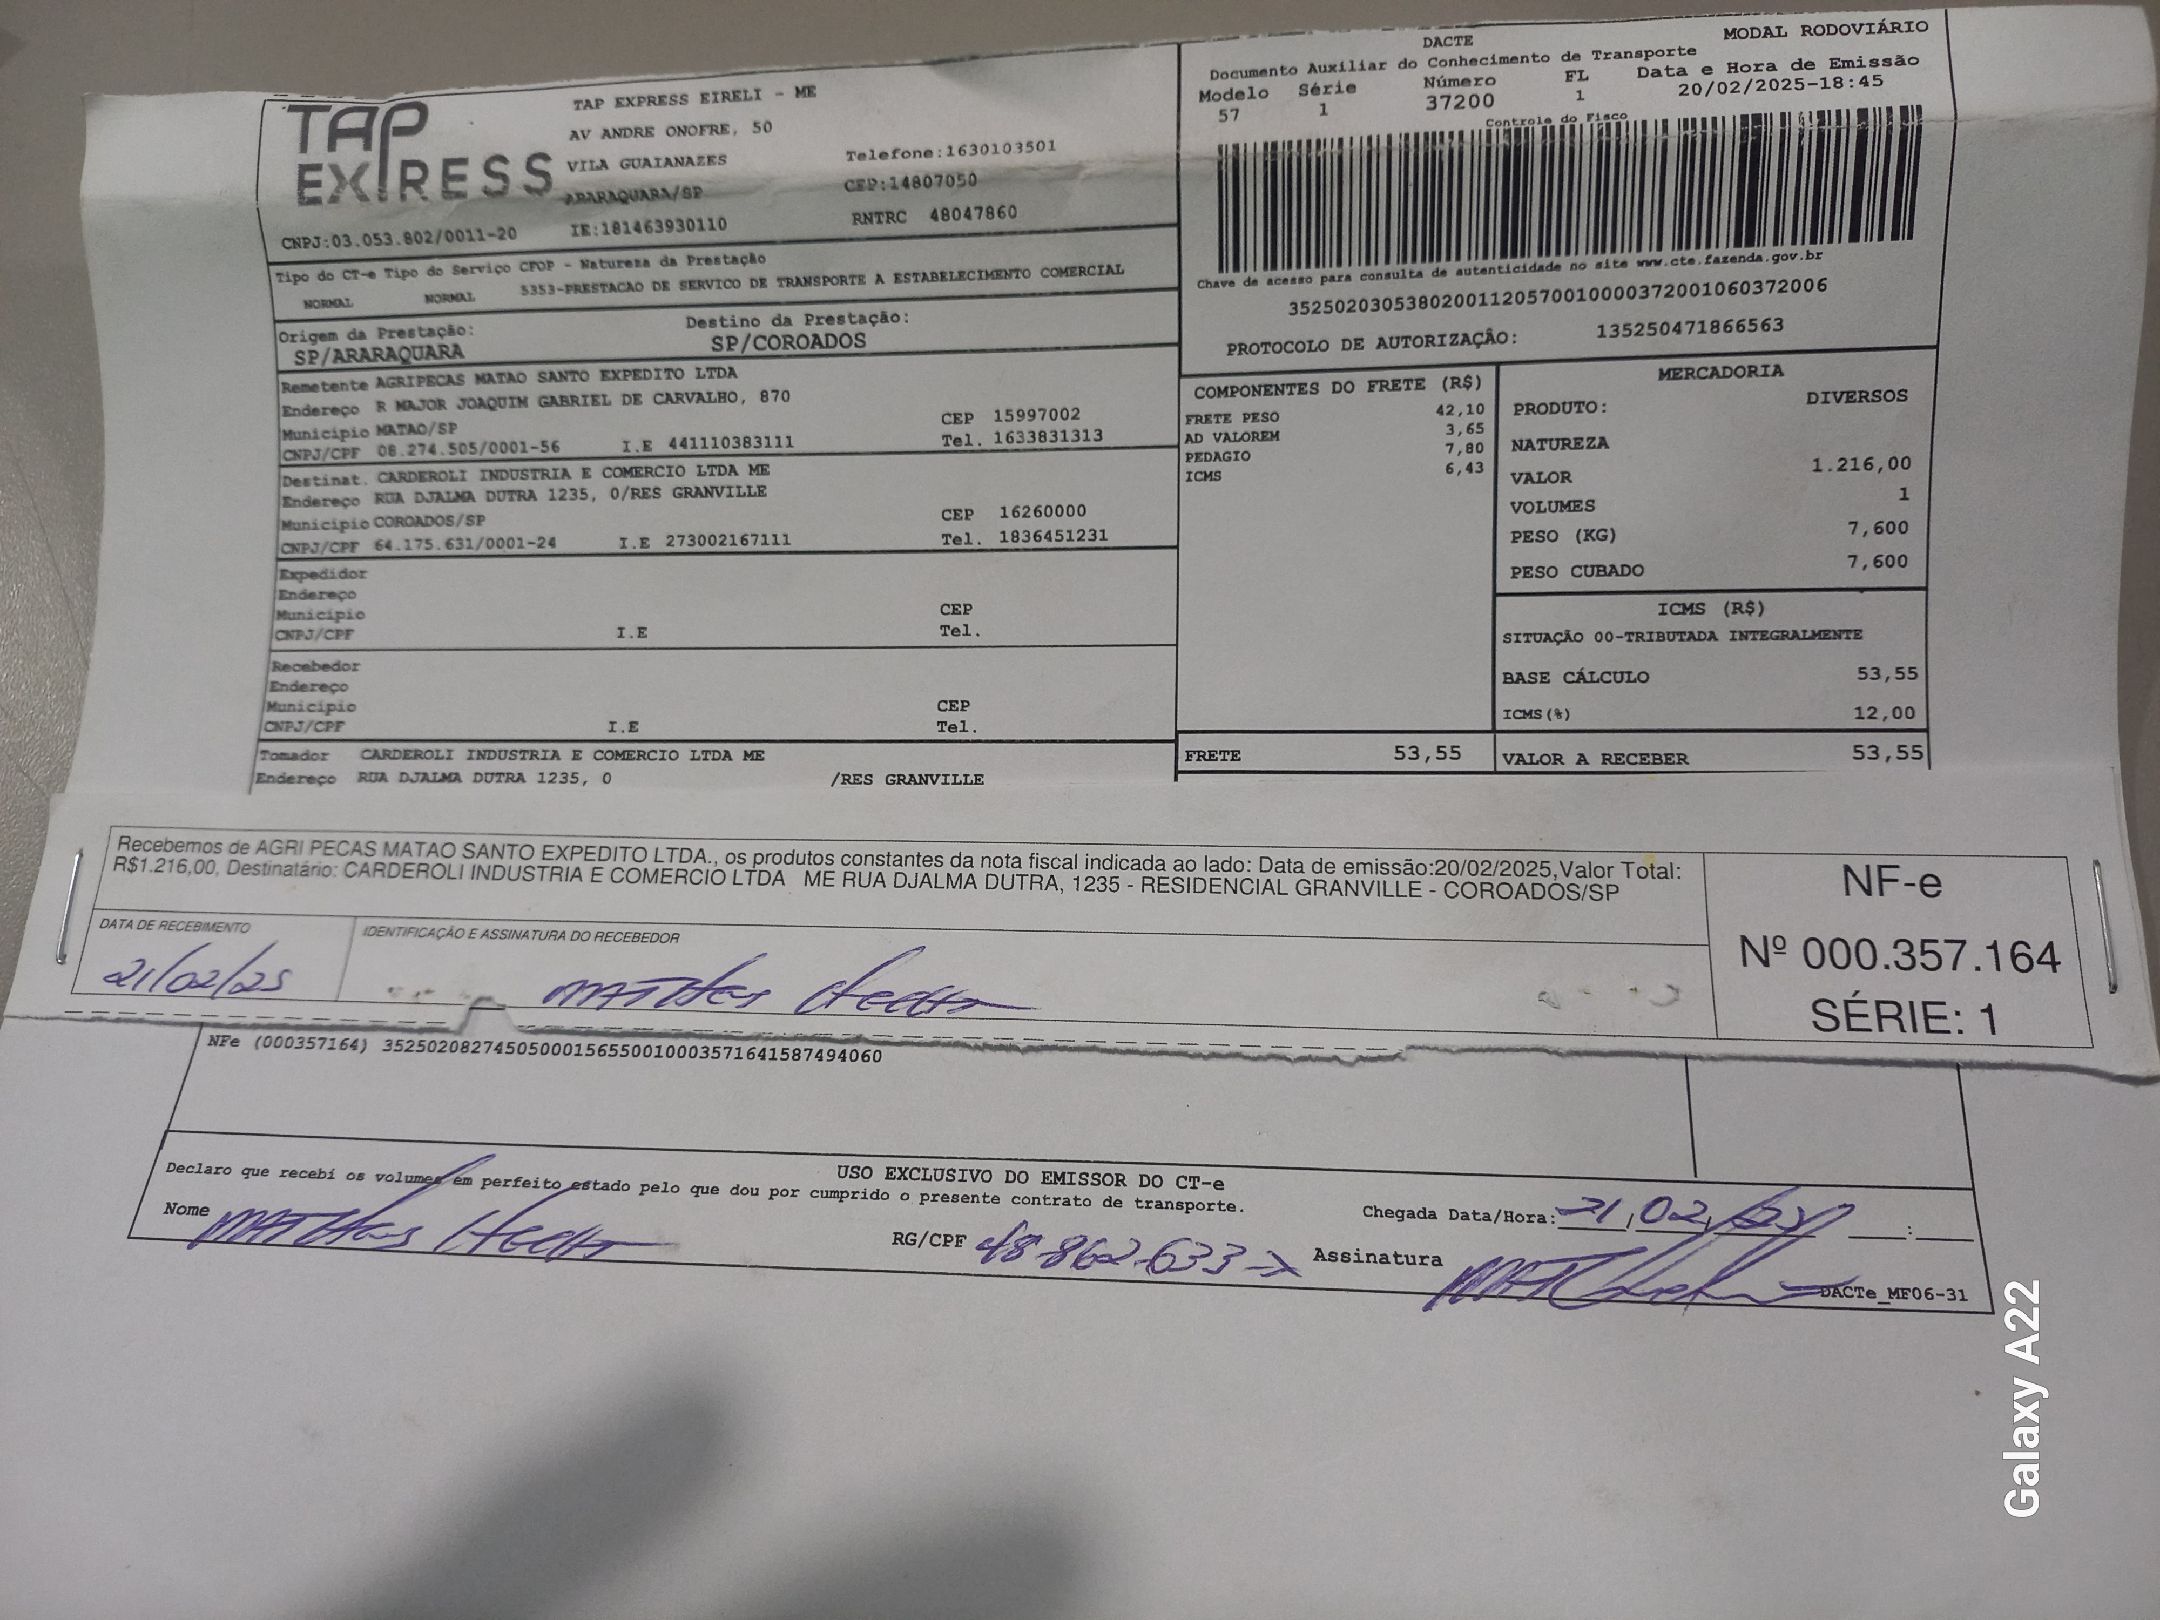 TAP EXPRESS
TAP EXPRESS EIRELI - ME
AV ANDRE ONOFRE, 50
VILA GUAIANAZES Telefone:1630103501
ARARAQUARA/SP CEP:14807050
CNPJ:03.053.802/0011-20 IE:181463930110 RNTRC 48047860
Tipo do CT-e Tipo do Serviço CFOP - Natureza da Prestação
NORMAL NORMAL 5353-PRESTACAO DE SERVICO DE TRANSPORTE A ESTABELECIMENTO COMERCIAL
Origem da Prestação: Destino da Prestação:
SP/ARARAQUARA SP/COROADOS
Remetente AGRIPECAS MATAO SANTO EXPEDITO LTDA
Endereço R MAJOR JOAQUIM GABRIEL DE CARVALHO, 870
Município MATAO/SP CEP 15997002
CNPJ/CPF 08.274.505/0001-56 I.E 441110383111 Tel. 1633831313
Destinat. CARDEROLI INDUSTRIA E COMERCIO LTDA ME
Endereço RUA DJALMA DUTRA 1235, 0/RES GRANVILLE
Município COROADOS/SP CEP 16260000
CNPJ/CPF 64.175.631/0001-24 I.E 273002167111 Tel. 1836451231
Expedidor
Endereço
Município CEP
CNPJ/CPF I.E Tel.
Recebedor
Endereço
Município CEP
CNPJ/CPF I.E Tel.
Tomador CARDEROLI INDUSTRIA E COMERCIO LTDA ME
Endereço RUA DJALMA DUTRA 1235, 0 /RES GRANVILLE
DACTE MODAL RODOVIÁRIO
Documento Auxiliar do Conhecimento de Transporte
Modelo Série Número FL Data e Hora de Emissão
57 1 37200 1 20/02/2025-18:45
Controle do Fisco
Chave de acesso para consulta de autenticidade no site www.cte.fazenda.gov.br
35250203053802001120570010000372001060372006
PROTOCOLO DE AUTORIZAÇÃO: 135250471866563
COMPONENTES DO FRETE (R$)
FRETE PESO 42,10
AD VALOREM 3,65
PEDAGIO 7,80
ICMS 6,43
FRETE 53,55
MERCADORIA
PRODUTO: DIVERSOS
NATUREZA
VALOR 1.216,00
VOLUMES 1
PESO (KG) 7,600
PESO CUBADO 7,600
ICMS (R$)
SITUAÇÃO 00-TRIBUTADA INTEGRALMENTE
BASE CÁLCULO 53,55
ICMS(%) 12,00
VALOR A RECEBER 53,55
Recebemos de AGRI PECAS MATAO SANTO EXPEDITO LTDA., os produtos constantes da nota fiscal indicada ao lado: Data de emissão:20/02/2025,Valor Total:
R$1.216,00, Destinatário: CARDEROLI INDUSTRIA E COMERCIO LTDA ME RUA DJALMA DUTRA, 1235 - RESIDENCIAL GRANVILLE - COROADOS/SP
DATA DE RECEBIMENTO IDENTIFICAÇÃO E ASSINATURA DO RECEBEDOR
21/02/25
NF-e
Nº 000.357.164
SÉRIE: 1
NFe (000357164) 35250208274505000156550010003571641587494060
USO EXCLUSIVO DO EMISSOR DO CT-e
Declaro que recebi os volumes em perfeito estado pelo que dou por cumprido o presente contrato de transporte.
Nome RG/CPF Assinatura
Chegada Data/Hora: 21/02/25 :
DACTe_MF06-31
Galaxy A22